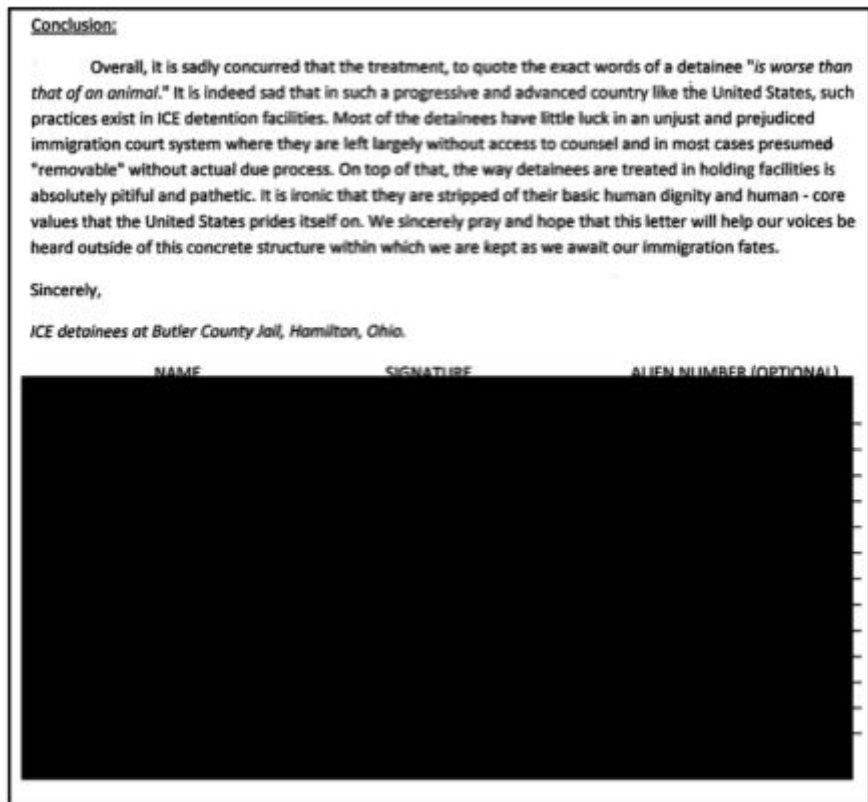 Conclusion:
Overall, it is sadly concurred that the treatment, to quote the exact words of a detainee "is worse than
that of an animal." It is indeed sad that in such a progressive and advanced country like the United States, such
practices exist in ICE detention facilities. Most of the detainees have little luck in an unjust and prejudiced
immigration court system where they are left largely without access to counsel and in most cases presumed
"removable" without actual due process. On top of that, the way detainees are treated in holding facilities is
absolutely pitiful and pathetic. It is ironic that they are stripped of their basic human dignity and human - core
values that the United States prides itself on. We sincerely pray and hope that this letter will help our voices be
heard outside of this concrete structure within which we are kept as we await our immigration fates.
Sincerely,
ICE detainees at Butler County Jail, Hamilton, Ohio.
NAME SIGNATURE ALIEN NUMBER (OPTIONAL)